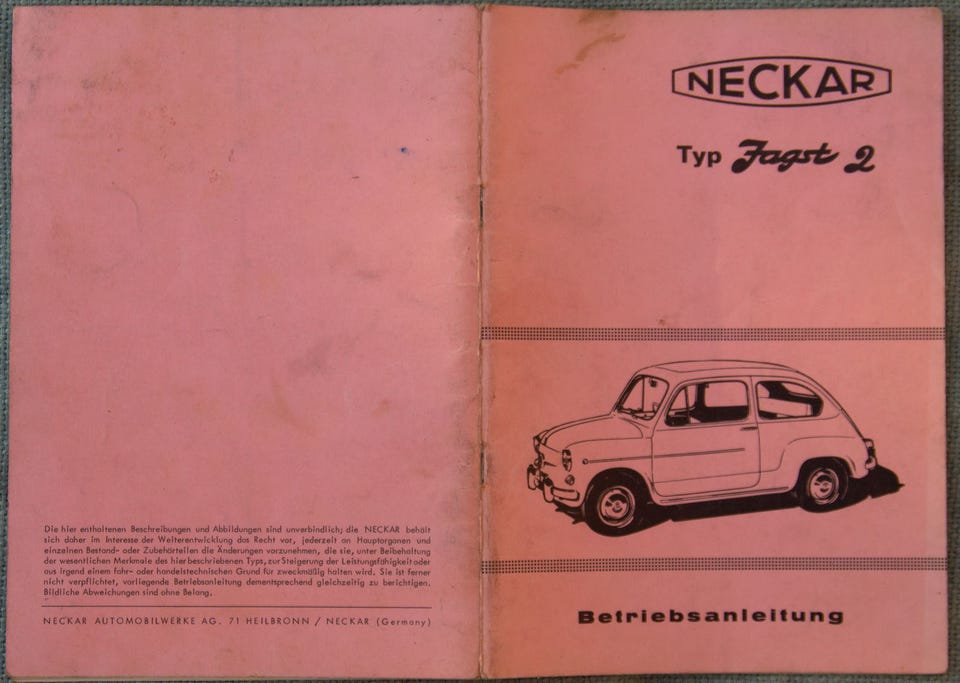 Die hier enthaltenen Beschreibungen und Abbildungen sind unverbindlich; die NECKAR behält
sich daher im Interesse der Weiterentwicklung das Recht vor, jederzeit an Hauptorganen und
einzelnen Bestand- oder Zubehörteilen die Änderungen vorzunehmen, die sie, unter Beibehaltung
der wesentlichen Merkmale des hier beschriebenen Typs, zur Steigerung der Leistungsfähigkeit oder
aus irgend einem fahr- oder handelstechnischen Grund für zweckmäßig halten wird. Sie ist ferner
nicht verpflichtet, vorliegende Betriebsanleitung dementsprechend gleichzeitig zu berichtigen.
Bildliche Abweichungen sind ohne Belang.
NECKAR AUTOMOBILWERKE AG. 71 HEILBRONN / NECKAR (Germany)
NECKAR
Typ Jagst 2
Betriebsanleitung